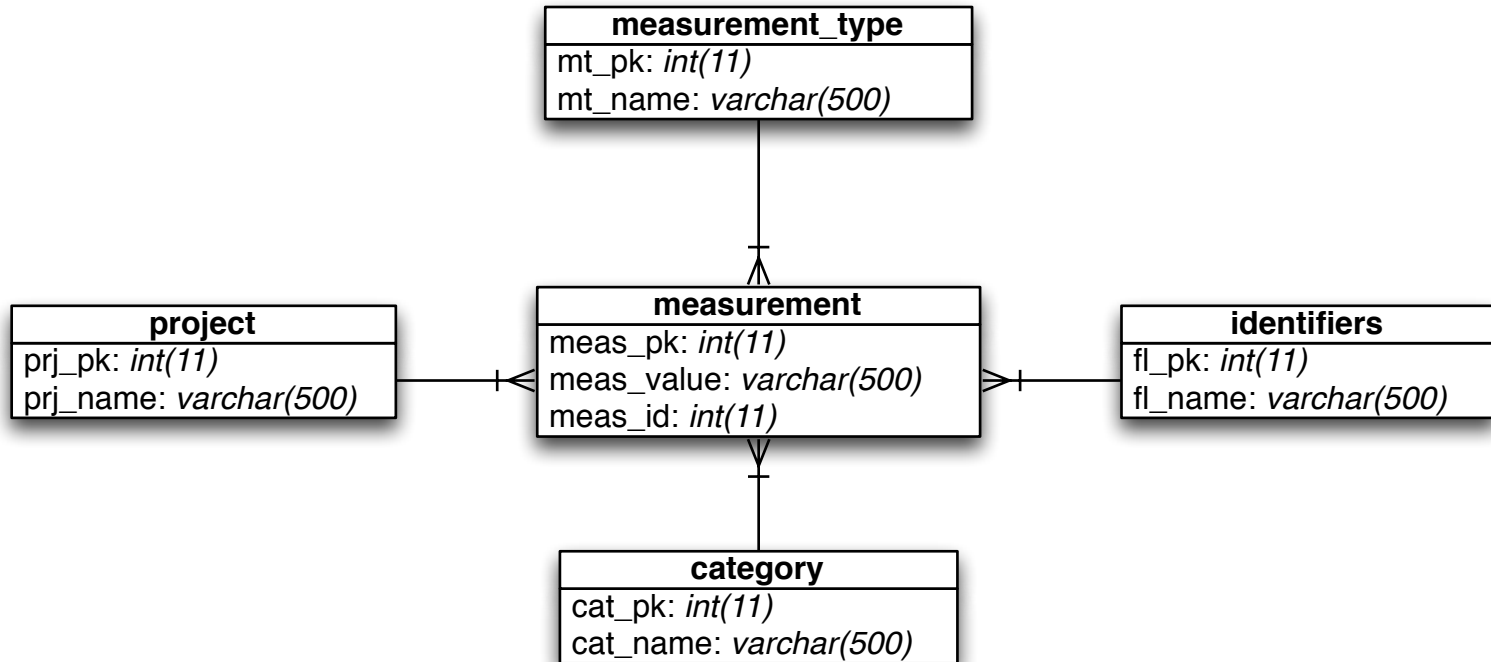 measurement_type
mt_pk: int(11)
mt_name: varchar(500)
project
prj_pk: int(11)
prj_name: varchar(500)
measurement
meas_pk: int(11)
meas_value: varchar(500)
meas_id: int(11)
identifiers
fl_pk: int(11)
fl_name: varchar(500)
category
cat_pk: int(11)
cat_name: varchar(500)